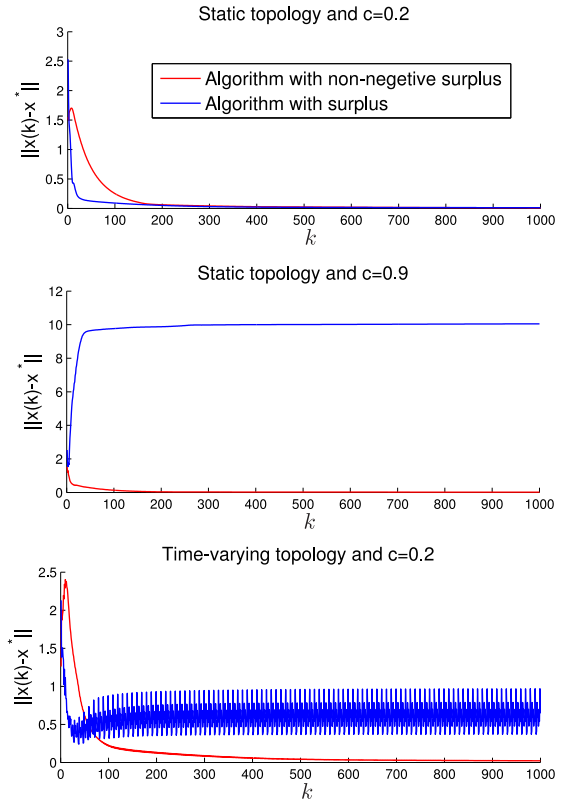 Static topology and c=0.2
||x(k)-x*||
3
2.5
2
1.5
1
0.5
0
Algorithm with non-negetive surplus
Algorithm with surplus
0 100 200 300 400 500 600 700 800 900 1000
k
Static topology and c=0.9
||x(k)-x*||
12
10
8
6
4
2
0
0 100 200 300 400 500 600 700 800 900 1000
k
Time-varying topology and c=0.2
||x(k)-x*||
2.5
2
1.5
1
0.5
0
0 100 200 300 400 500 600 700 800 900 1000
k